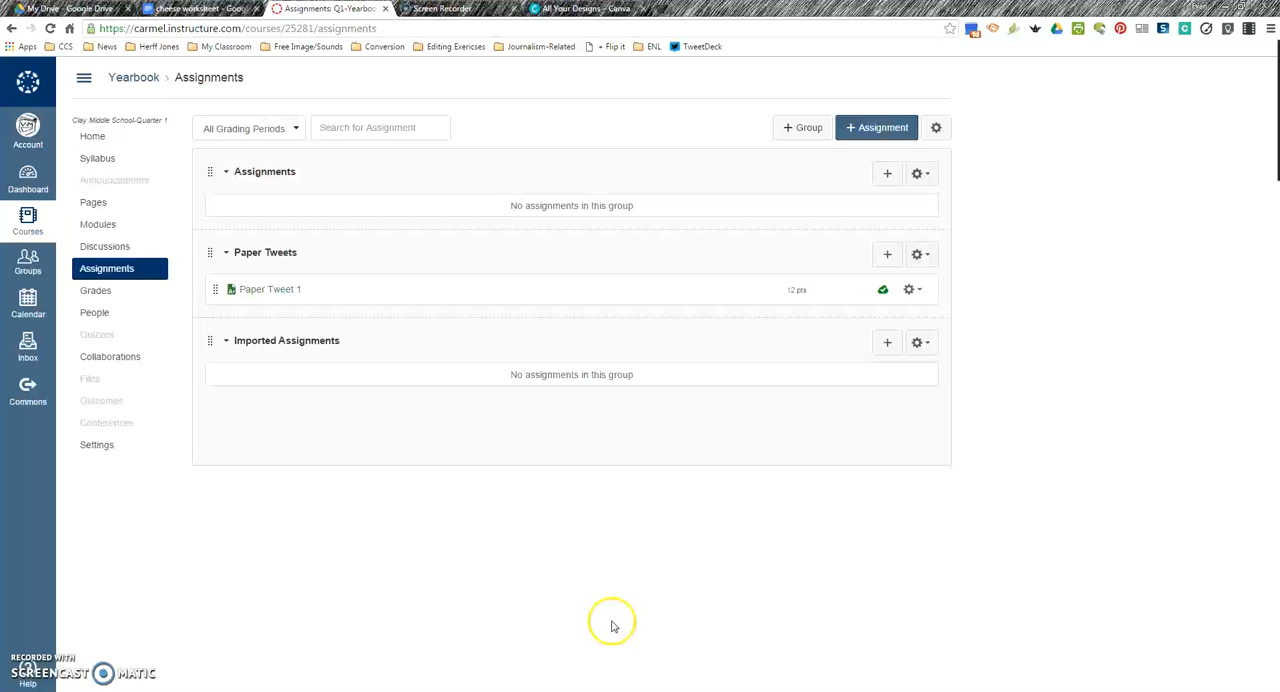 My Drive - Google Drive
cheese worksheet - Goog
Assignments: Q1-Yearboo
Screen Recorder
All Your Designs – Canva
https://carmel.instructure.com/courses/25281/assignments
Apps
CCS
News
Herff Jones
My Classroom
Free Image/Sounds
Conversion
Editing Exericses
Journalism-Related
+ Flip it
ENL
TweetDeck
Yearbook › Assignments
Account
Dashboard
Courses
Groups
Calendar
Inbox
Commons
Help
Clay Middle School-Quarter 1
Home
Syllabus
Announcements
Pages
Modules
Discussions
Assignments
Grades
People
Quizzes
Collaborations
Files
Outcomes
Conferences
Settings
All Grading Periods
Search for Assignment
+ Group
+ Assignment
Assignments
No assignments in this group
Paper Tweets
Paper Tweet 1
12 pts
Imported Assignments
No assignments in this group
RECORDED WITH
SCREENCAST MATIC